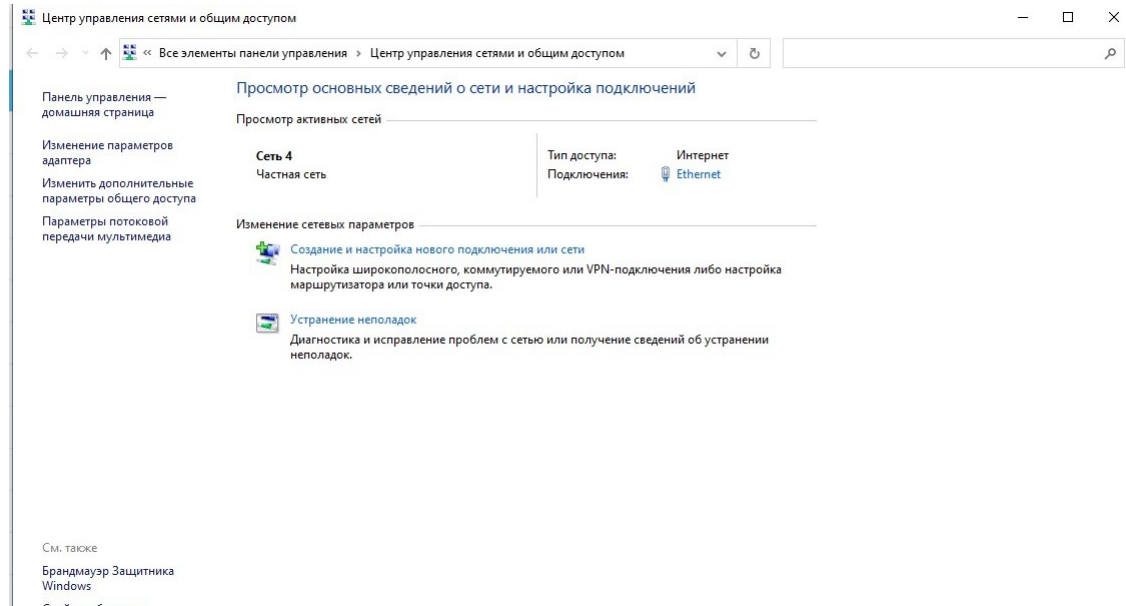 Центр управления сетями и общим доступом
« Все элементы панели управления > Центр управления сетями и общим доступом
Панель управления —
домашняя страница
Изменение параметров
адаптера
Изменить дополнительные
параметры общего доступа
Параметры потоковой
передачи мультимедиа
Просмотр основных сведений о сети и настройка подключений
Просмотр активных сетей
Сеть 4
Частная сеть
Тип доступа: Интернет
Подключения: Ethernet
Изменение сетевых параметров
Создание и настройка нового подключения или сети
Настройка широкополосного, коммутируемого или VPN-подключения либо настройка
маршрутизатора или точки доступа.
Устранение неполадок
Диагностика и исправление проблем с сетью или получение сведений об устранении
неполадок.
См. также
Брандмауэр Защитника
Windows